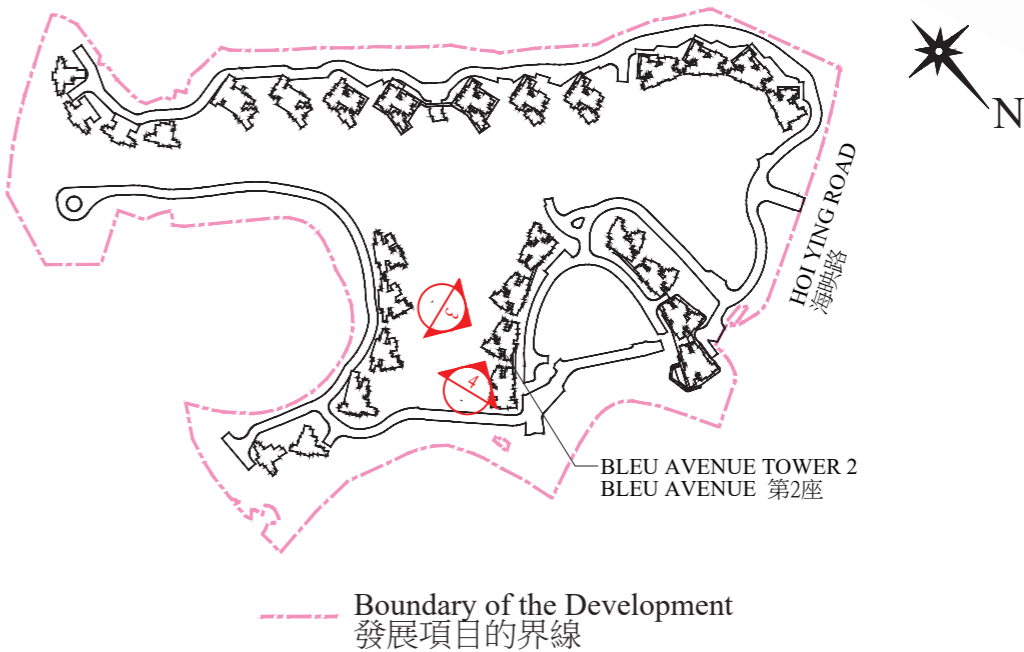 N
HOI YING ROAD
海映路
3
4
BLEU AVENUE TOWER 2
BLEU AVENUE 第2座
Boundary of the Development
發展項目的界線